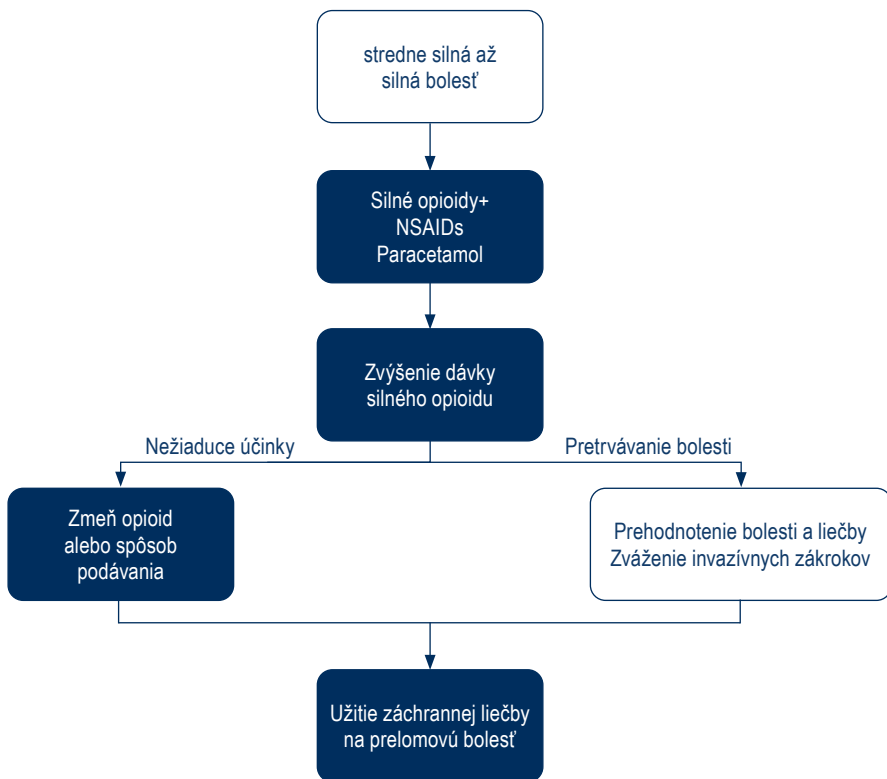 stredne silná až
silná bolesť
Silné opioidy+
NSAIDs
Paracetamol
Zvýšenie dávky
silného opioidu
Nežiaduce účinky
Pretrvávanie bolesti
Zmeň opioid
alebo spôsob
podávania
Prehodnotenie bolesti a liečby
Zváženie invazívnych zákrokov
Užitie záchrannej liečby
na prelomovú bolesť